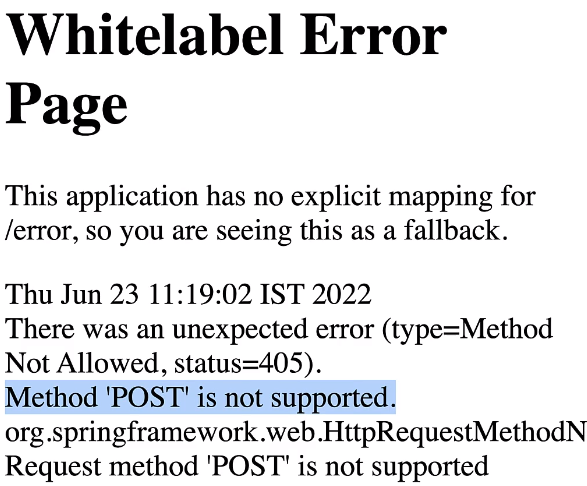 Whitelabel Error
Page
This application has no explicit mapping for
/error, so you are seeing this as a fallback.
Thu Jun 23 11:19:02 IST 2022
There was an unexpected error (type=Method
Not Allowed, status=405).
Method 'POST' is not supported.
org.springframework.web.HttpRequestMethodN
Request method 'POST' is not supported